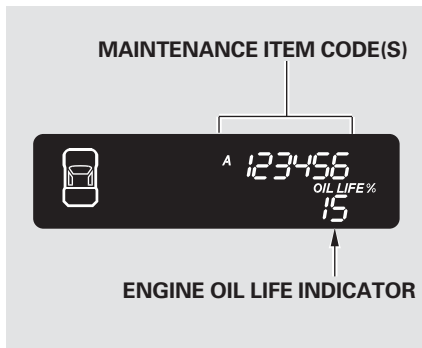 MAINTENANCE ITEM CODE(S)
A 123456
OIL LIFE %
15
ENGINE OIL LIFE INDICATOR